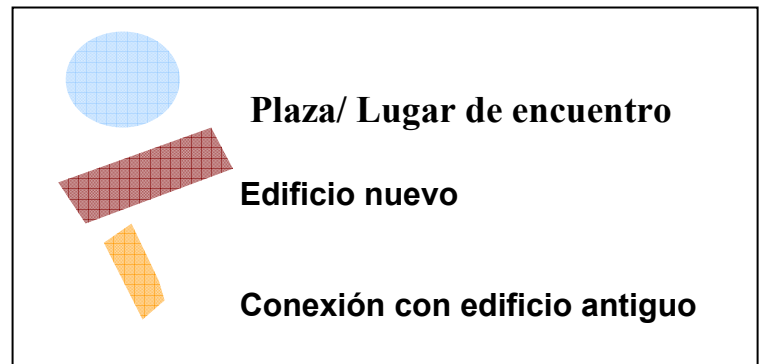 Plaza/ Lugar de encuentro
Edificio nuevo
Conexión con edificio antiguo